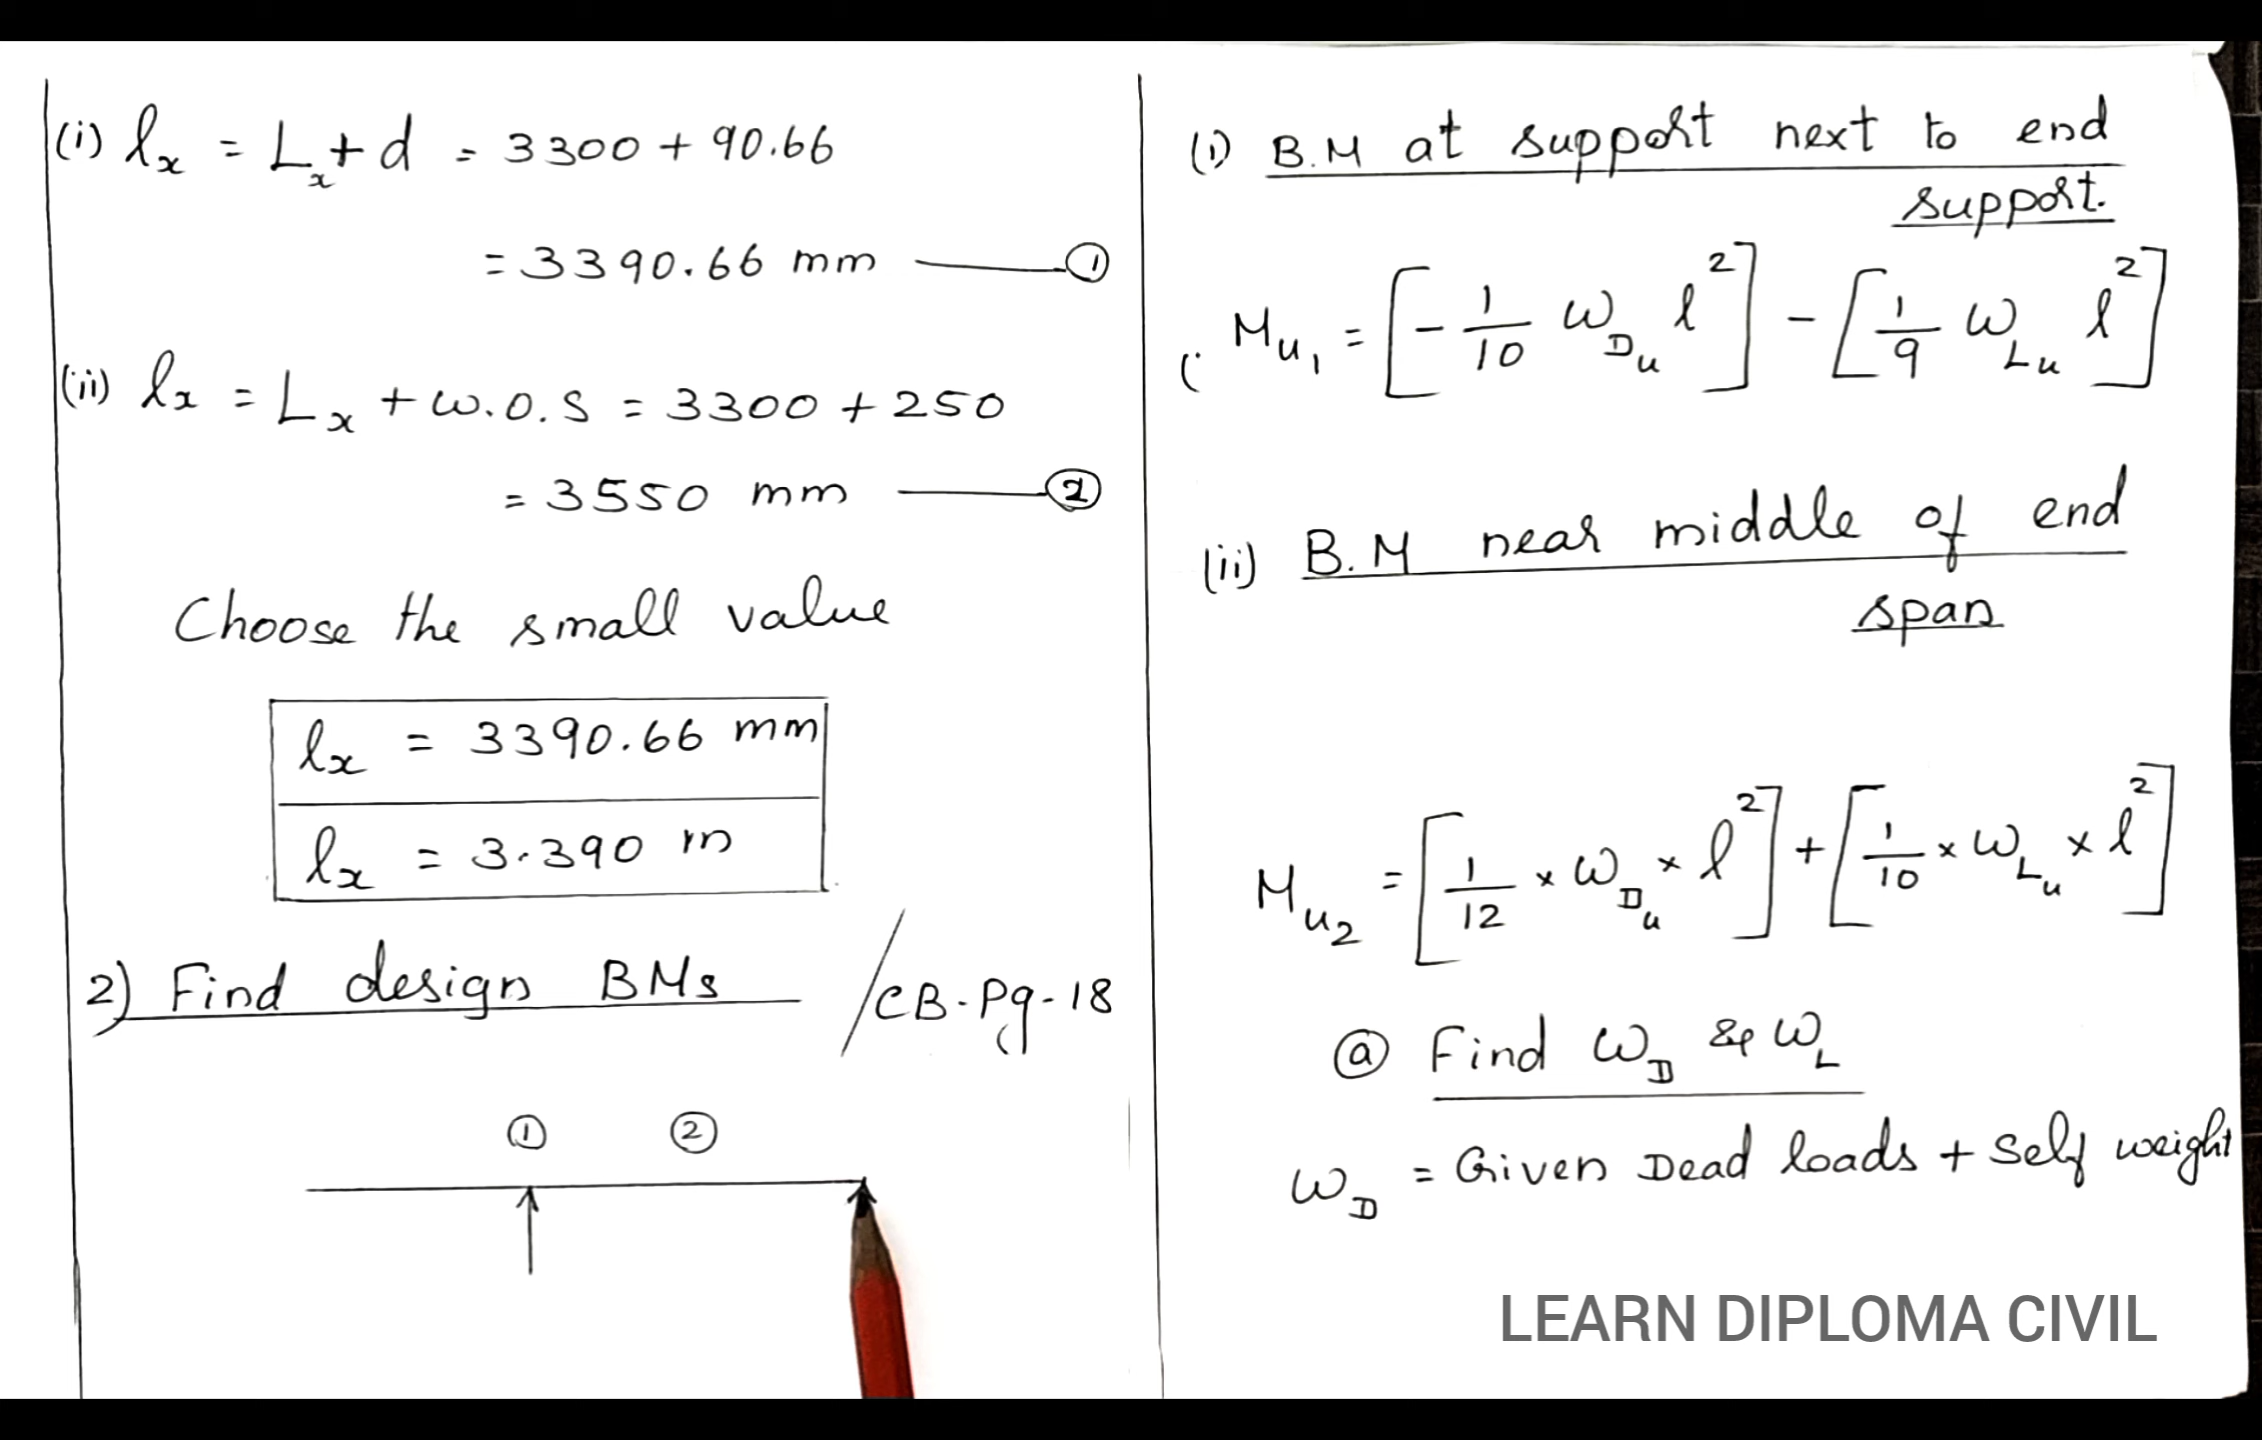 (i) lx = Lx + d = 3300 + 90.66
= 3390.66 mm — ①
(ii) lx = Lx + w.o.s = 3300 + 250
= 3550 mm — ②
Choose the small value
lx = 3390.66 mm
lx = 3.390 m
2) Find design BMs /CB-Pg-18
① ②
(i) B.M at support next to end
support.
( Mu1 = [-1/10 wDu l²] - [1/9 wLu l²]
(ii) B.M near middle of end
span
Mu2 = [1/12 × wDu × l²] + [1/10 × wLu × l²]
ⓐ Find wD & wL
wD = Given Dead loads + Self weight
LEARN DIPLOMA CIVIL